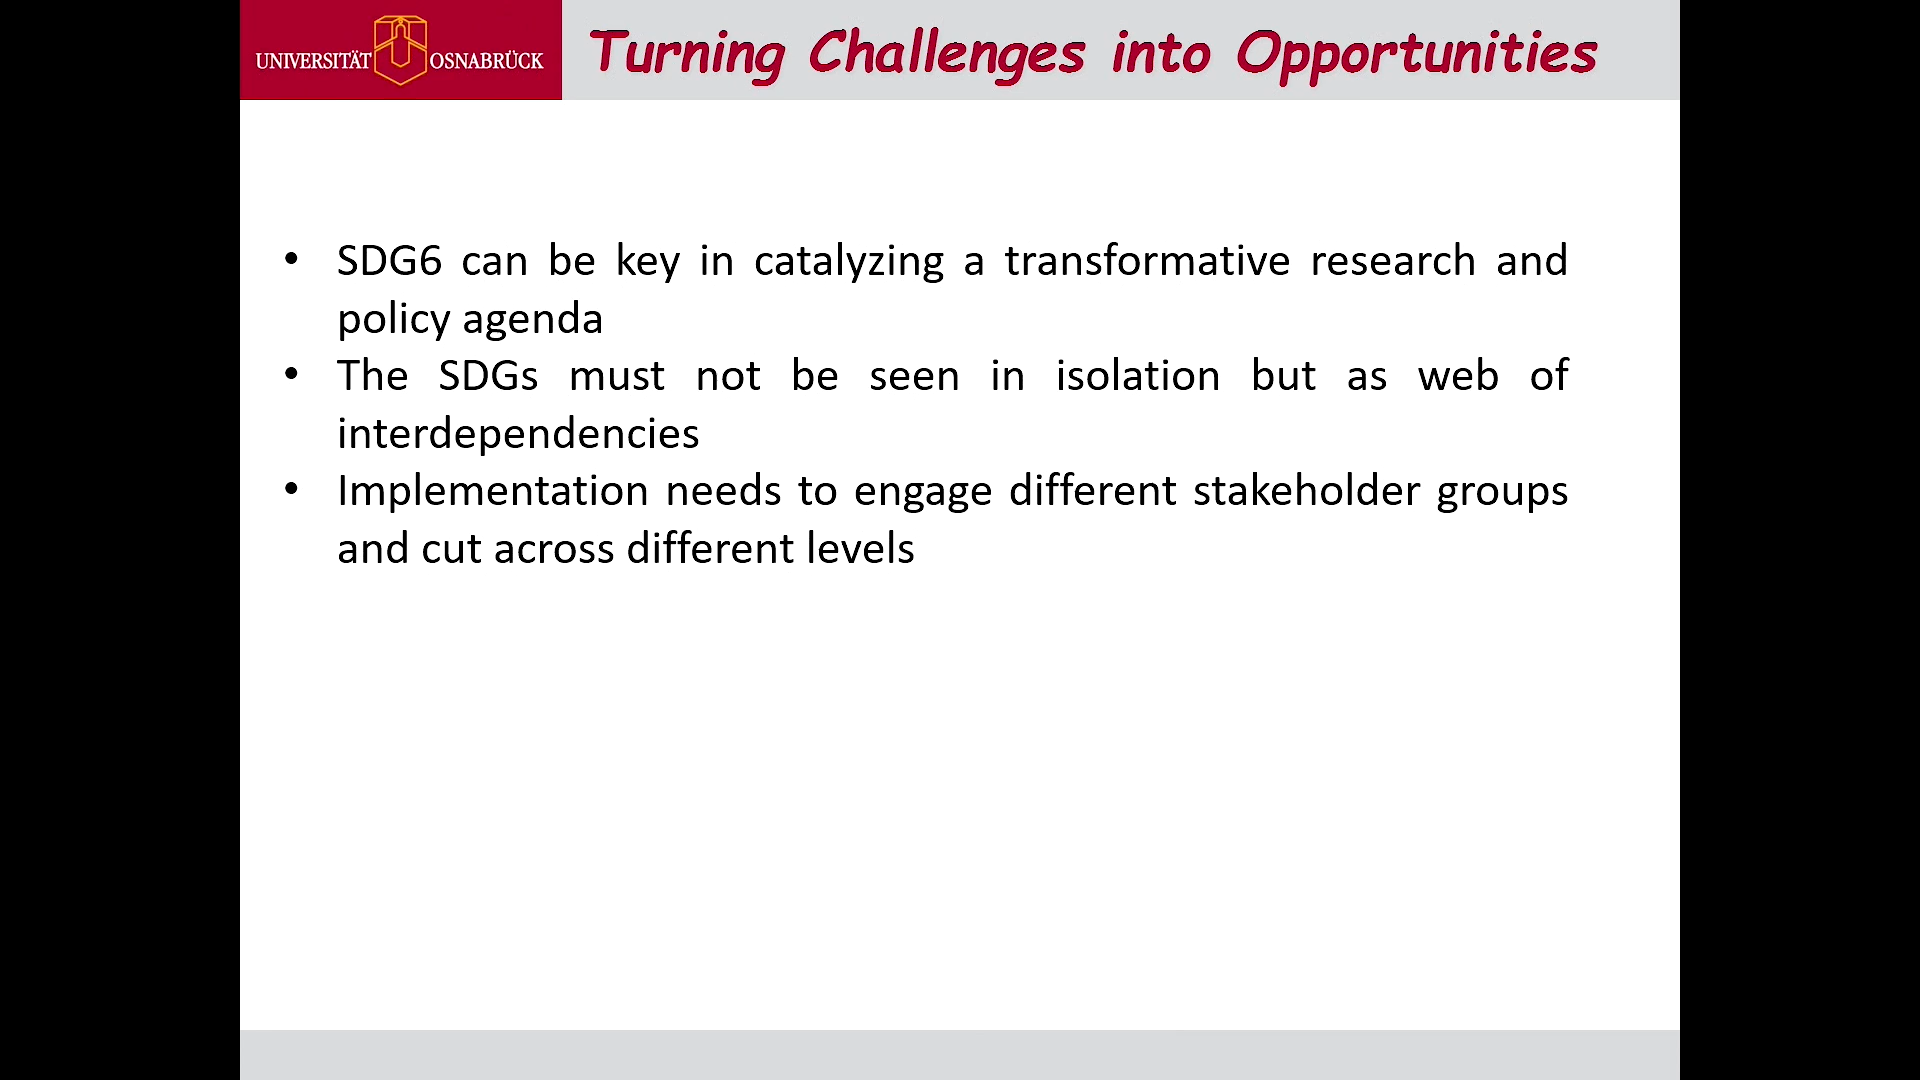 UNIVERSITÄT OSNABRÜCK
Turning Challenges into Opportunities
• SDG6 can be key in catalyzing a transformative research and
policy agenda
• The SDGs must not be seen in isolation but as web of
interdependencies
• Implementation needs to engage different stakeholder groups
and cut across different levels